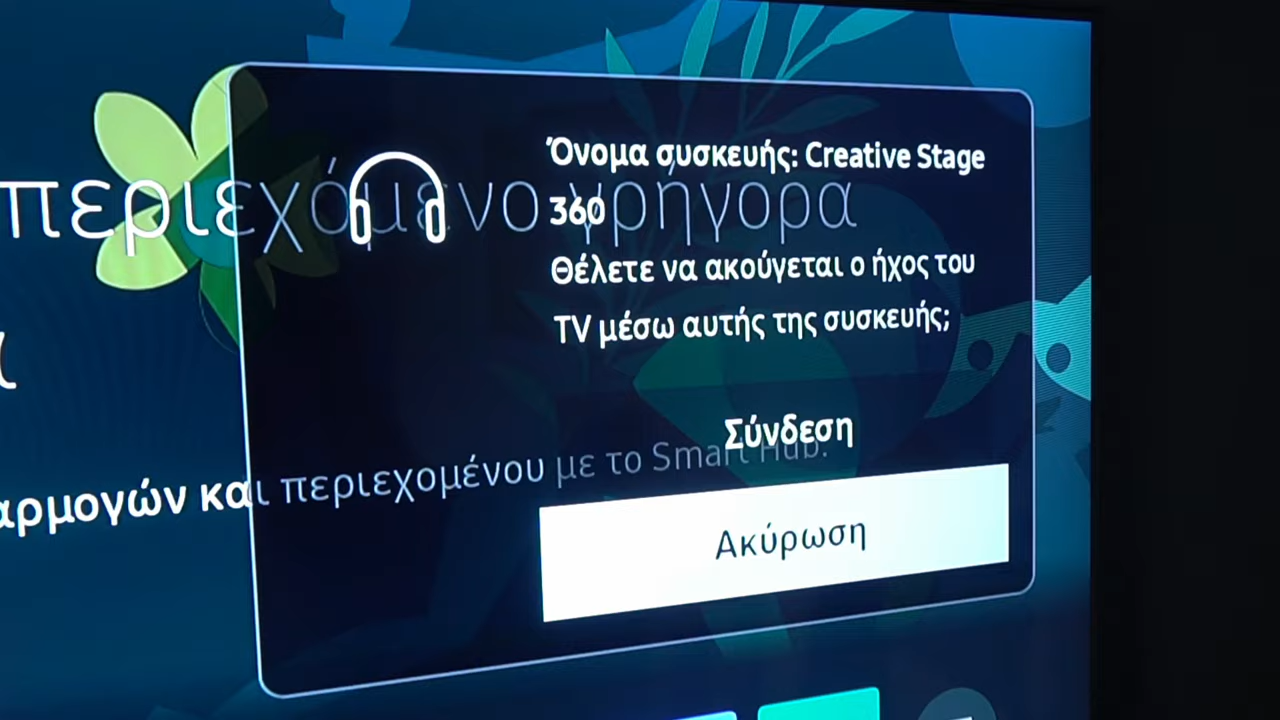 Όνομα συσκευής: Creative Stage
360
περιεχόμενο γρήγορα
Θέλετε να ακούγεται ο ήχος του
TV μέσω αυτής της συσκευής;
Σύνδεση
και περιεχομένου με το Smart Hub.
Ακύρωση